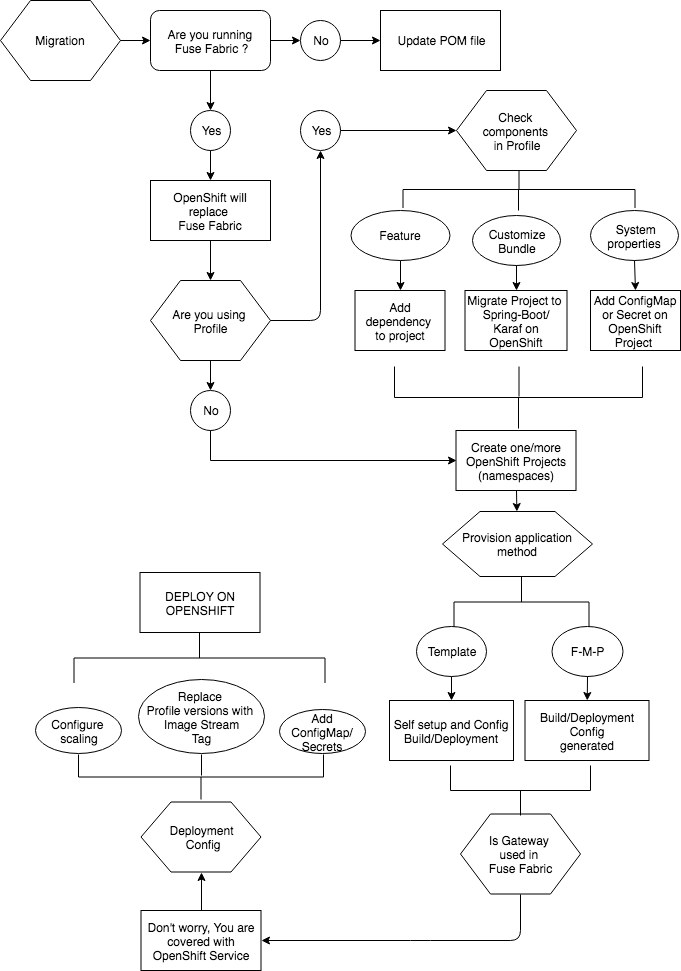 Migration
Are you running
Fuse Fabric ?
No
Update POM file
Yes
Yes
Check
components
in Profile
OpenShift will
replace
Fuse Fabric
Feature
Customize
Bundle
System
properties
Are you using
Profile
Add
dependency
to project
Migrate Project to
Spring-Boot/
Karaf on
OpenShift
Add ConfigMap
or Secret on
OpenShift
Project
No
Create one/more
OpenShift Projects
(namespaces)
Provision application
method
DEPLOY ON
OPENSHIFT
Template
F-M-P
Configure
scaling
Replace
Profile versions with
Image Stream
Tag
Add
ConfigMap/
Secrets
Self setup and Config
Build/Deployment
Build/Deployment
Config
generated
Deployment
Config
Is Gateway
used in
Fuse Fabric
Don't worry, You are
covered with
OpenShift Service